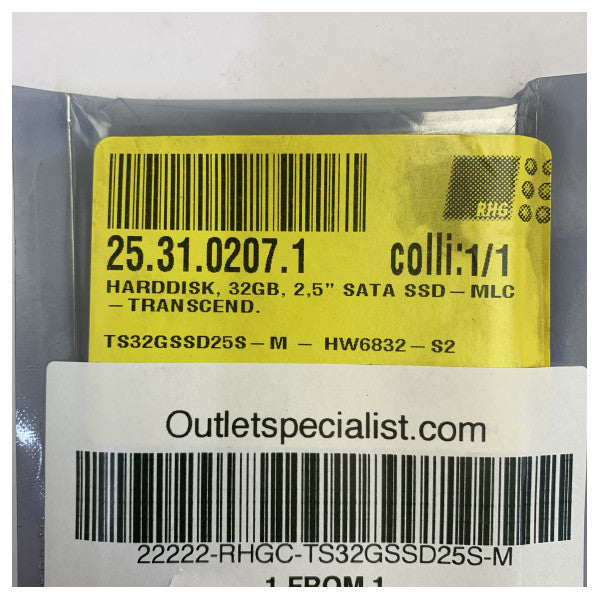 RHG
25.31.0207.1 colli:1/1
HARDDISK, 32GB, 2,5" SATA SSD-MLC
-TRANSCEND.
TS32GSSD25S-M - HW6832-S2
Outletspecialist.com
22222-RHGC-TS32GSSD25S-M
1 FROM 1